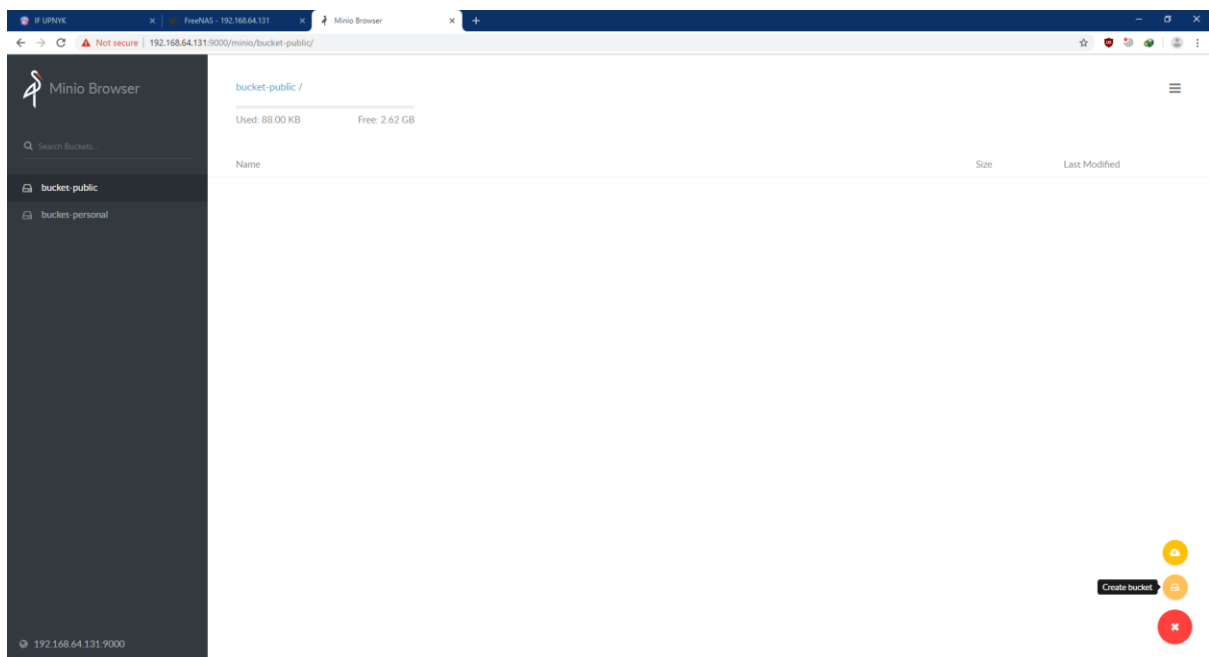 IF UPNYK
FreeNAS - 192.168.64.131
Minio Browser
Not secure | 192.168.64.131:9000/minio/bucket-public/
Minio Browser
Search Buckets...
bucket-public
bucket-personal
192.168.64.131:9000
bucket-public /
Used: 88.00 KB Free: 2.62 GB
Name Size Last Modified
Create bucket